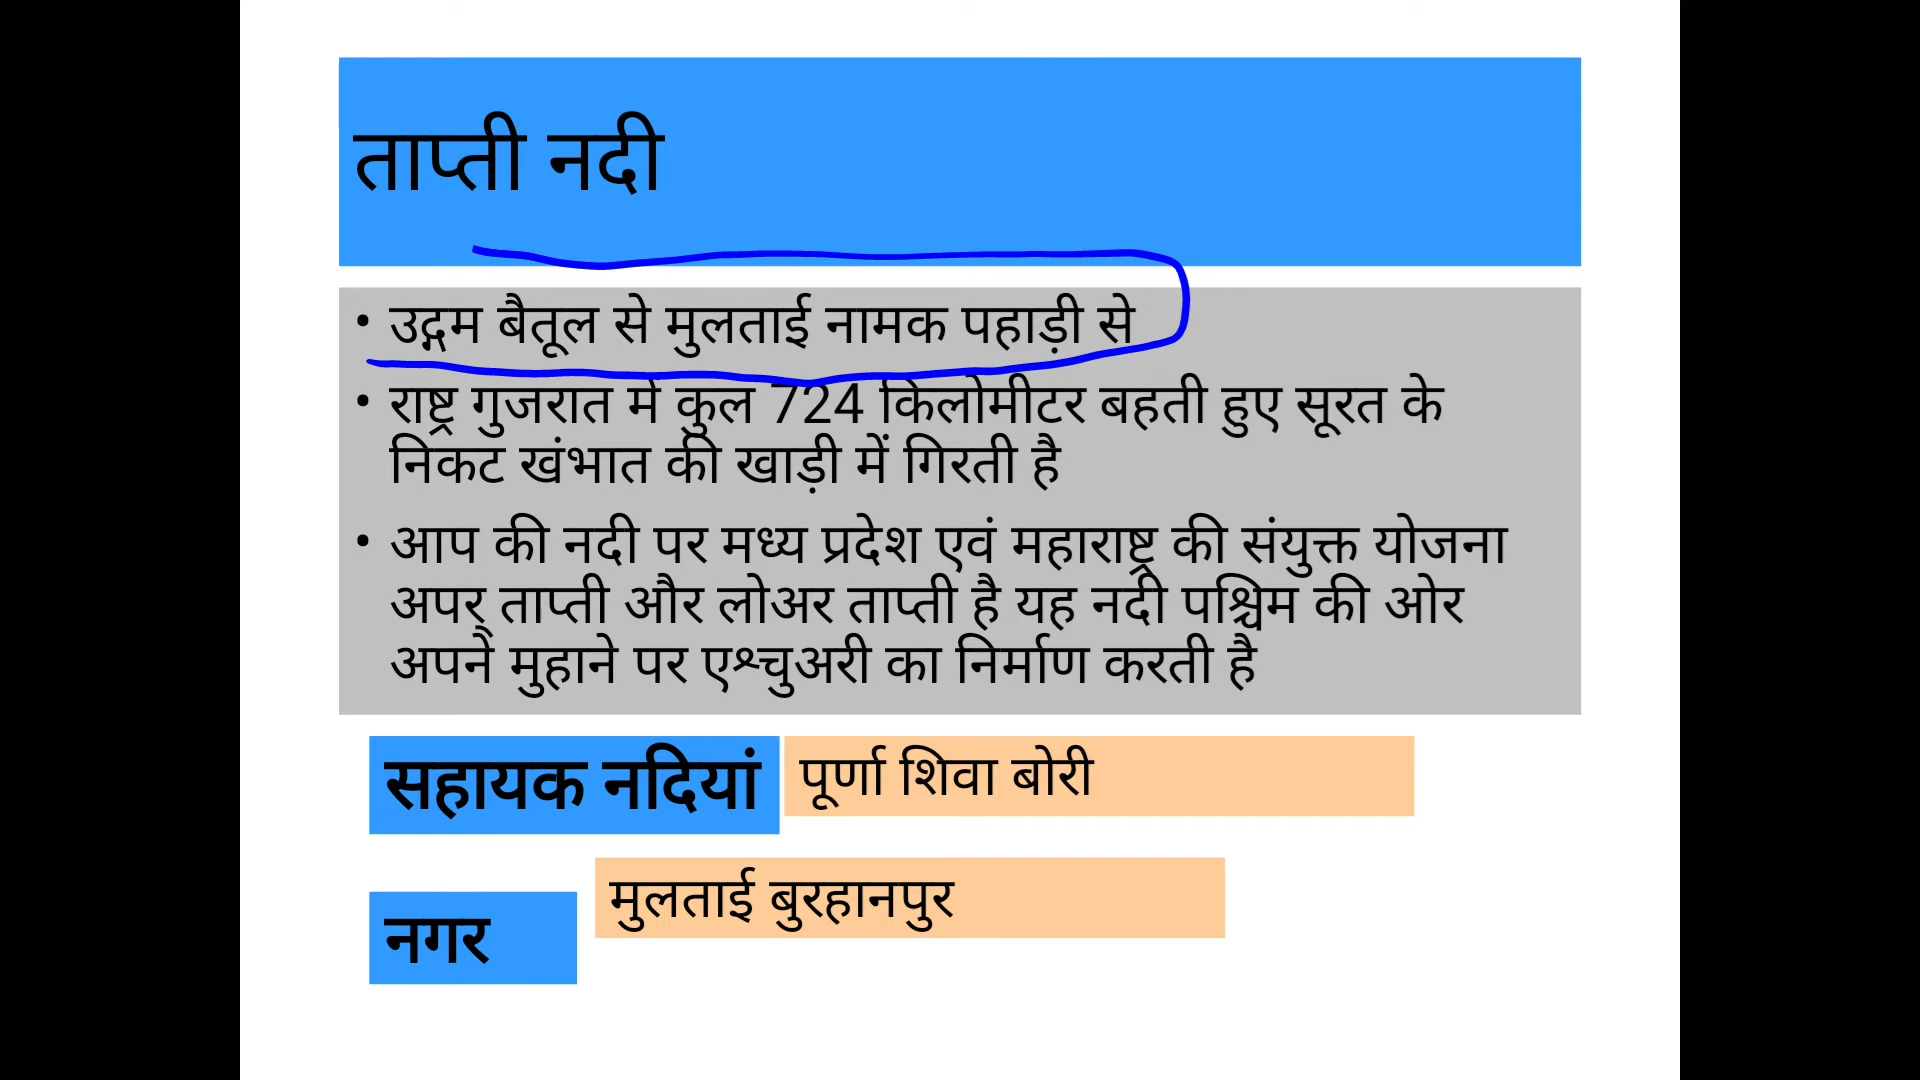 ताप्ती नदी
• उद्गम बैतूल से मुलताई नामक पहाड़ी से
• राष्ट्र गुजरात मे कुल 724 किलोमीटर बहती हुए सूरत के
निकट खंभात की खाड़ी में गिरती है
• आप की नदी पर मध्य प्रदेश एवं महाराष्ट्र की संयुक्त योजना
अपर ताप्ती और लोअर ताप्ती है यह नदी पश्चिम की ओर
अपने मुहाने पर एश्चुअरी का निर्माण करती है
सहायक नदियां
पूर्णा शिवा बोरी
नगर
मुलताई बुरहानपुर